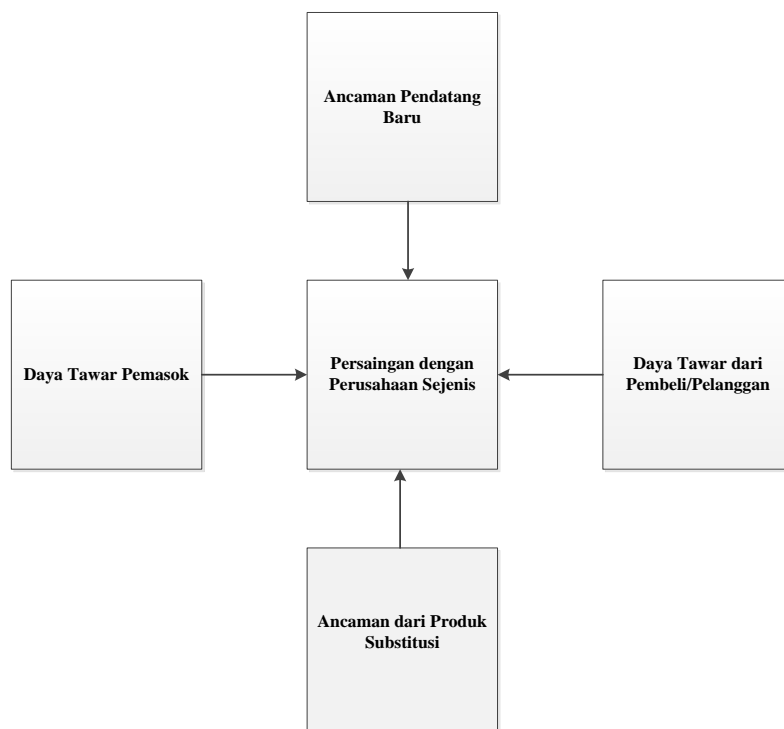 Ancaman Pendatang
Baru
Daya Tawar Pemasok
Persaingan dengan
Perusahaan Sejenis
Daya Tawar dari
Pembeli/Pelanggan
Ancaman dari Produk
Substitusi